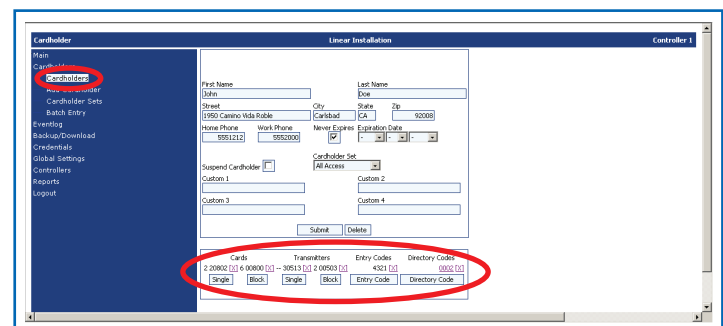 Cardholder Linear Installation Controller 1
Main
Cardholders
Cardholders
Add Cardholder
Cardholder Sets
Batch Entry
Eventlog
Backup/Download
Credentials
Global Settings
Controllers
Reports
Logout
First Name Last Name
John Doe
Street City State Zip
1950 Camino Vida Roble Carlsbad CA 92008
Home Phone Work Phone Never Expires Expiration Date
5551212 5552000 - - -
Cardholder Set
Suspend Cardholder All Access
Custom 1 Custom 2
Custom 3 Custom 4
Submit Delete
Cards Transmitters Entry Codes Directory Codes
2 20802 [X] 6 00800 [X] -- 30513 [X] 2 00503 [X] 4321 [X] 0002 [X]
Single Block Single Block Entry Code Directory Code